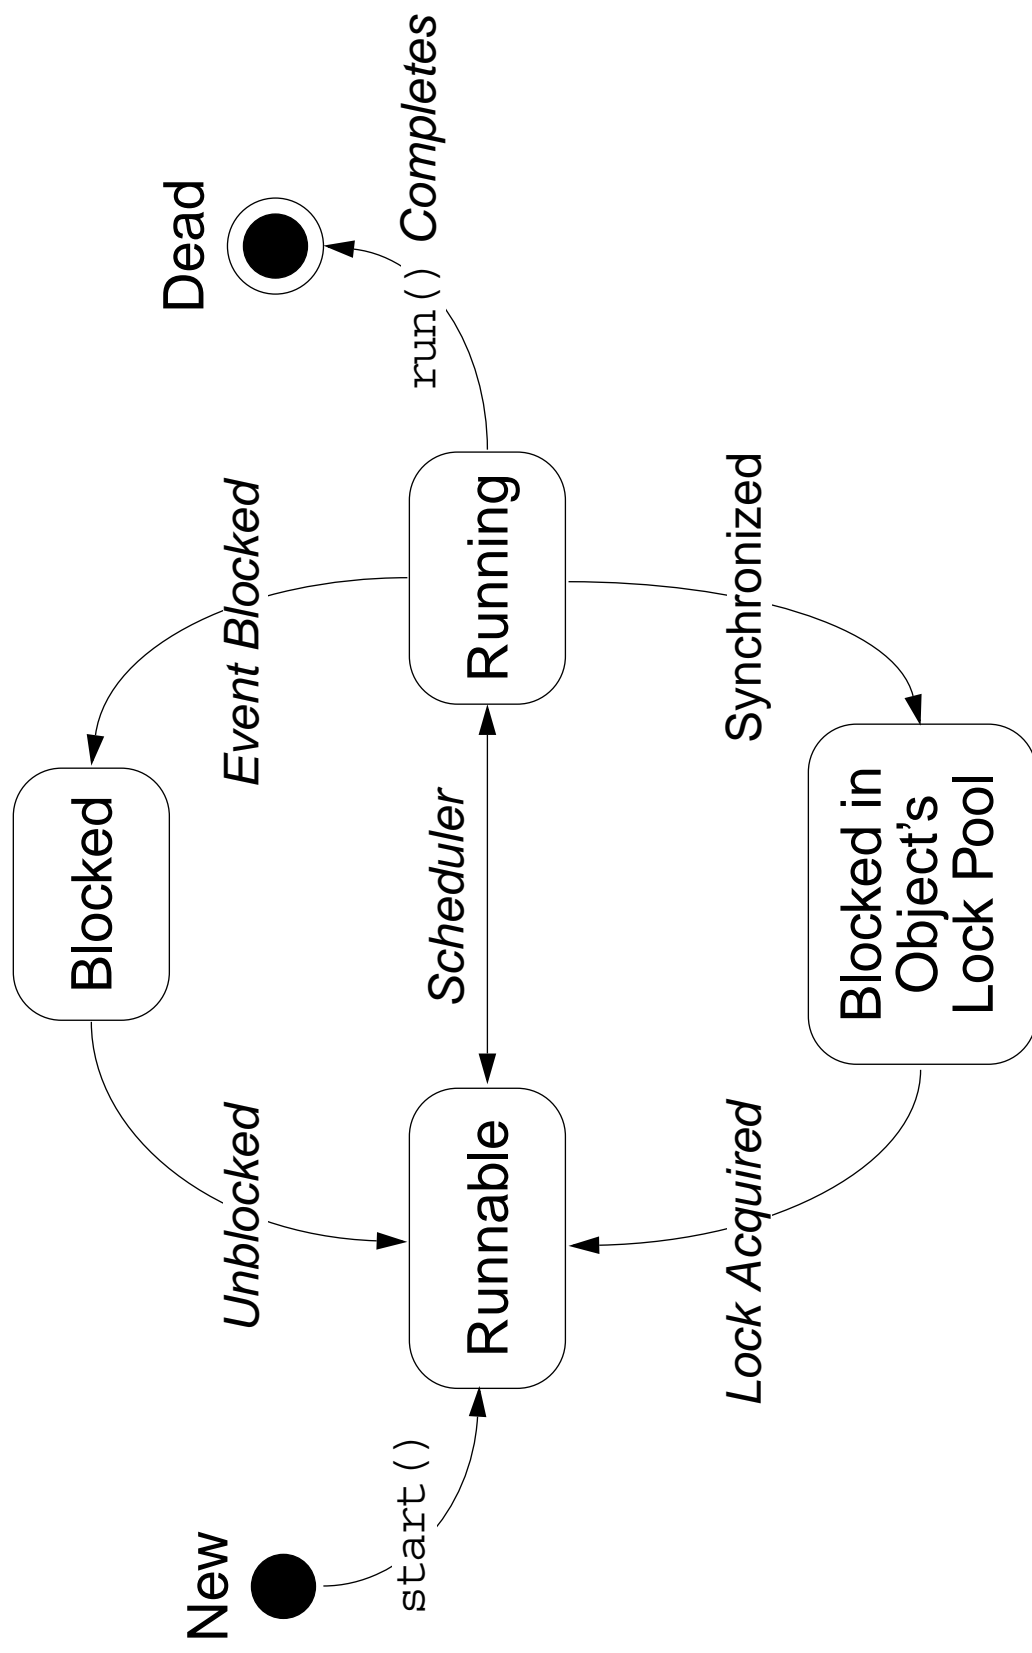 New
start()
Runnable
Unblocked
Blocked
Event Blocked
Scheduler
Running
run() Completes
Dead
Lock Acquired
Blocked in
Object’s
Lock Pool
Synchronized